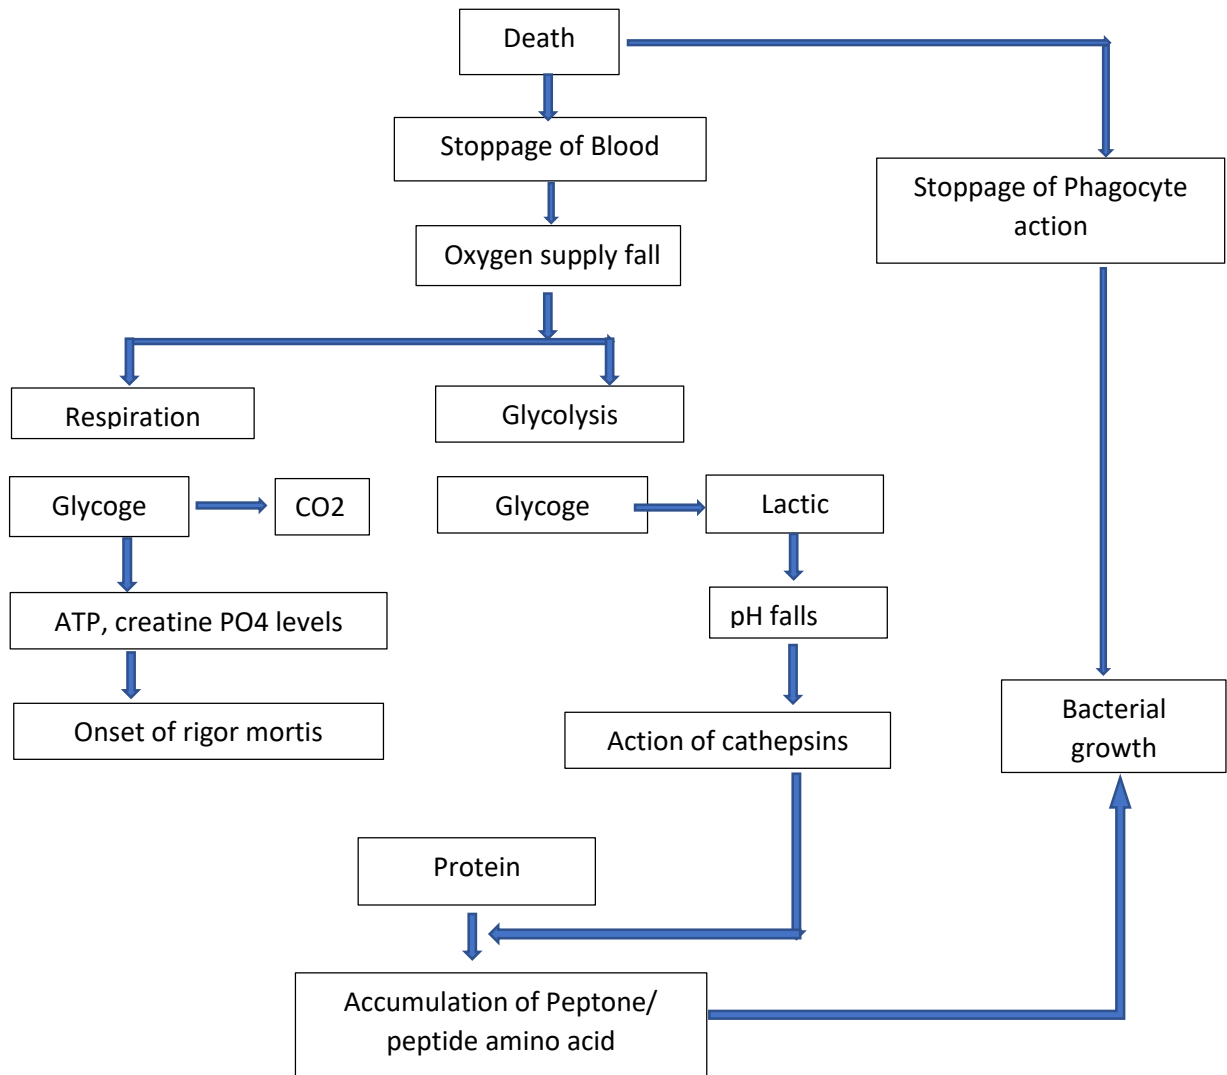 Death
Stoppage of Blood
Stoppage of Phagocyte
action
Oxygen supply fall
Respiration
Glycolysis
Glycoge
CO2
Glycoge
Lactic
ATP, creatine PO4 levels
pH falls
Onset of rigor mortis
Action of cathepsins
Bacterial
growth
Protein
Accumulation of Peptone/
peptide amino acid